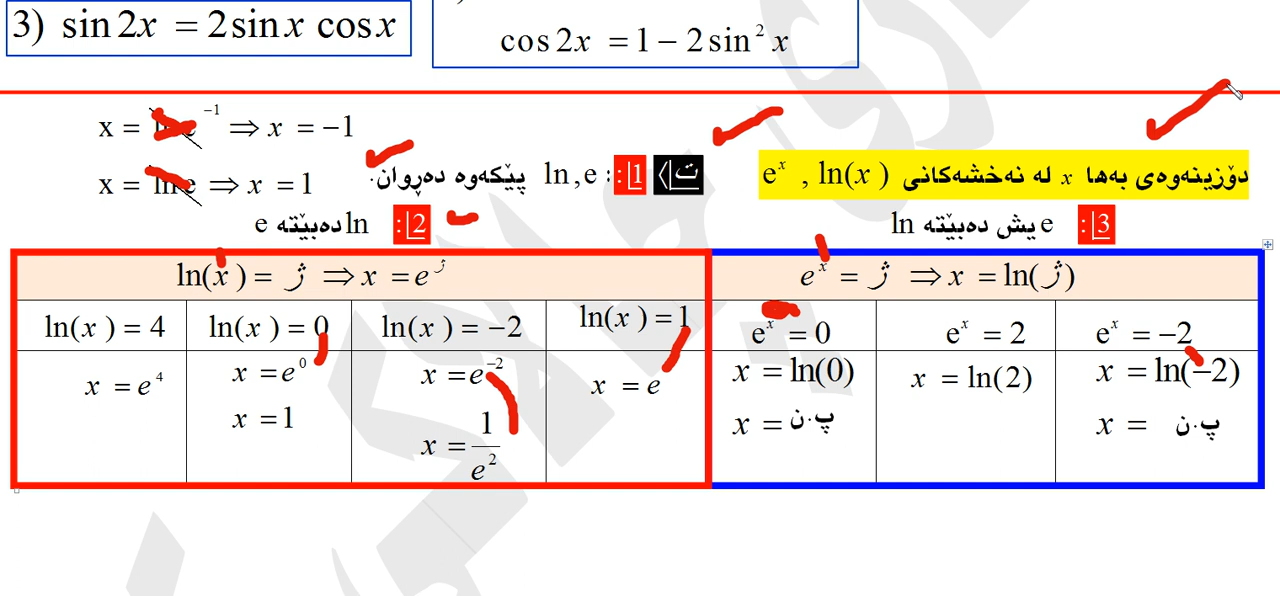 3) sin 2x = 2 sin x cos x
cos 2x = 1 − 2 sin² x
دۆزینەوەی بەها x لە نەخشەکانی eˣ , ln(x)
ت/ 1: ln,e پێکەوە دەڕوان.
x = ln e⁻¹ ⇒ x = −1
x = ln e ⇒ x = 1
2: ln دەبێتە e
3: e یش دەبێتە ln
ln(x) = ژ ⇒ x = e^ژ
ln(x) = 4
x = e⁴
ln(x) = 0
x = e⁰
x = 1
ln(x) = −2
x = e⁻²
x = 1/e²
ln(x) = 1
x = e
eˣ = ژ ⇒ x = ln(ژ)
eˣ = 0
x = ln(0)
x = پ.ن
eˣ = 2
x = ln(2)
eˣ = −2
x = ln(−2)
x = پ.ن